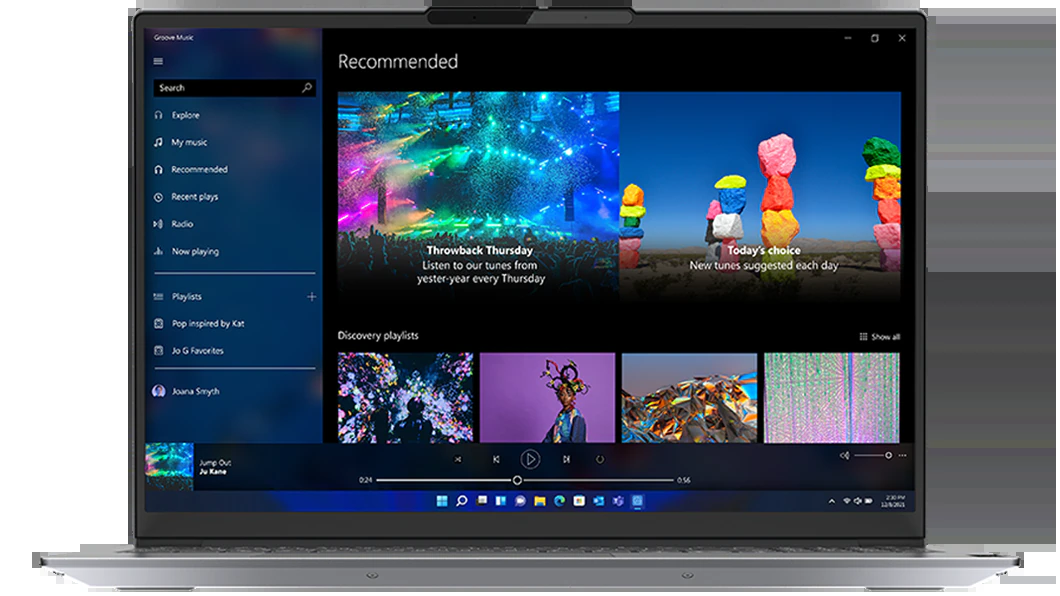 Groove Music
Recommended
Search
Explore
My music
Recommended
Recent plays
Radio
Now playing
Playlists
Pop inspired by Kat
Jo G Favorites
Joana Smyth
Throwback Thursday
Listen to our tunes from
yester-year every Thursday
Today's choice
New tunes suggested each day
Discovery playlists
Show all
Jump Out
Ju Kane
0:24
0:56
2:30 PM
12/6/2021